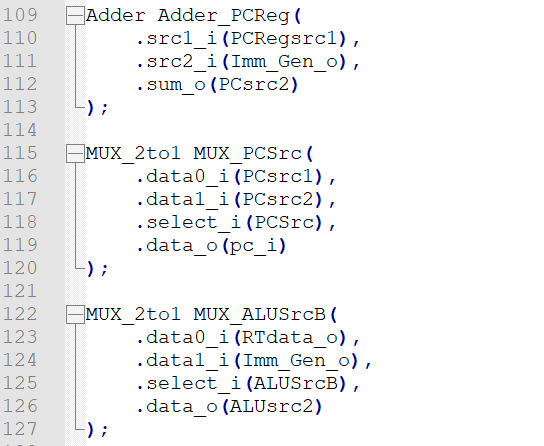 109 Adder Adder_PCReg(
110     .src1_i(PCRegsrc1),
111     .src2_i(Imm_Gen_o),
112     .sum_o(PCsrc2)
113 );
114
115 MUX_2to1 MUX_PCSrc(
116     .data0_i(PCsrc1),
117     .data1_i(PCsrc2),
118     .select_i(PCSrc),
119     .data_o(pc_i)
120 );
121
122 MUX_2to1 MUX_ALUSrcB(
123     .data0_i(RTdata_o),
124     .data1_i(Imm_Gen_o),
125     .select_i(ALUSrcB),
126     .data_o(ALUsrc2)
127 );